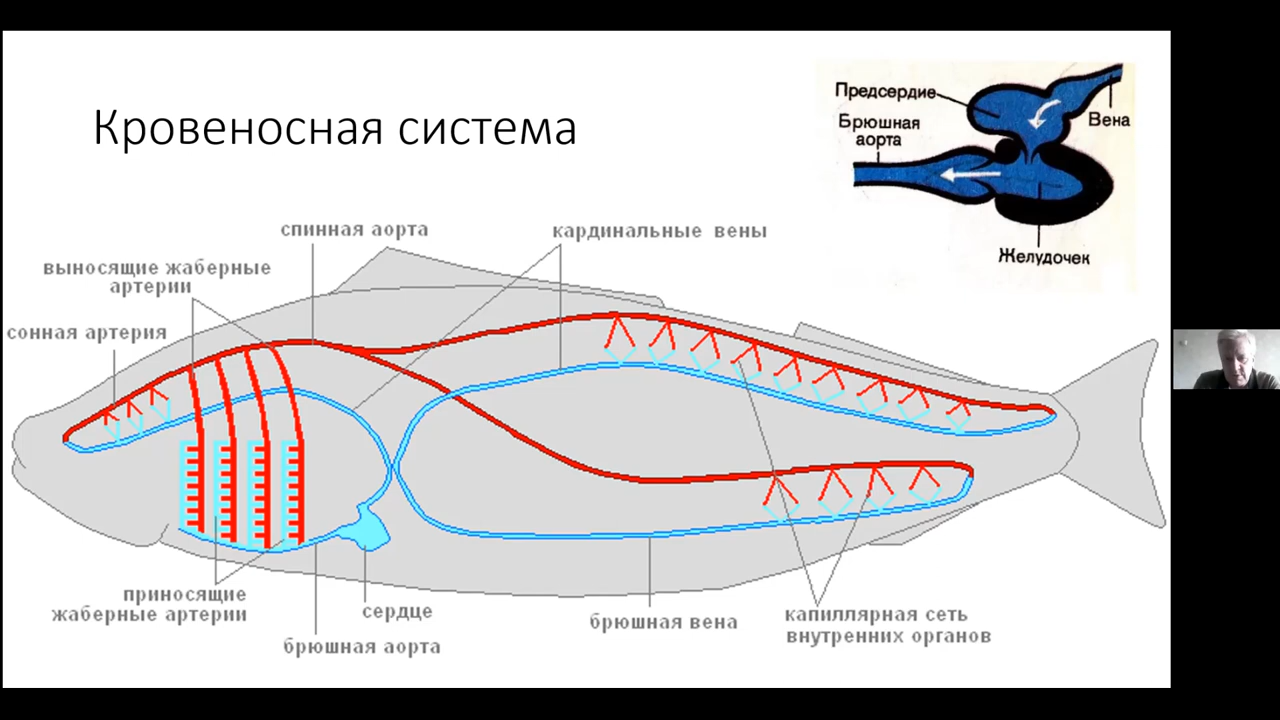 Кровеносная система
Предсердие
Брюшная
аорта
Вена
Желудочек
спинная аорта
кардинальные вены
выносящие жаберные
артерии
сонная артерия
приносящие
жаберные артерии
сердце
брюшная аорта
брюшная вена
капиллярная сеть
внутренних органов